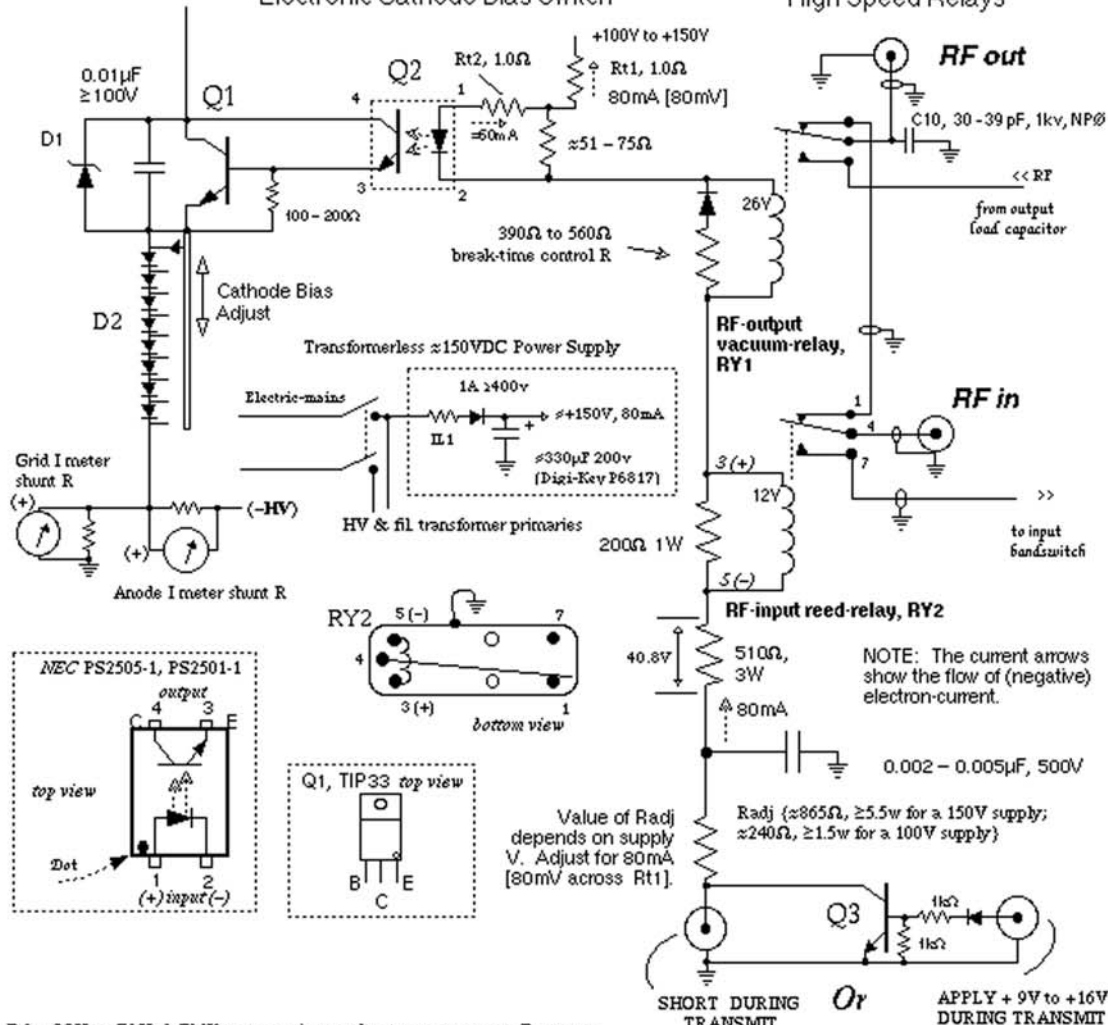 Electronic Cathode Bias Switch
High Speed Relays
+100V to +150V
RF out
Rt2, 1.0Ω
Rt1, 1.0Ω
80mA [80mV]
0.01µF
≥100V
Q1
Q2
4
1
≈60mA
C10, 30 -39 pF, 1kv, NPØ
D1
≈51 – 75Ω
3
2
<< RF
from output
load capacitor
26V
100 – 200Ω
390Ω to 560Ω
break-time control R
Cathode Bias
Adjust
D2
RF-output
vacuum-relay,
RY1
Transformerless ≈150VDC Power Supply
Electric-mains
1A ≥400v
≠+150V, 80mA
IL1
+
≠330µF 200v
(Digi-Key P6817)
RF in
1
4
7
3 (+)
12V
Grid I meter
shunt R
(+)
(–HV)
(+)
HV & fil. transformer primaries
Anode I meter shunt R
200Ω 1W
5 (–)
>>
to input
bandswitch
RF-input reed-relay, RY2
RY2
5 (–)
7
4
3 (+)
1
bottom view
40.8V
510Ω,
3W
80mA
NOTE: The current arrows
show the flow of (negative)
electron-current.
NEC PS2505-1, PS2501-1
output
C 4 3 E
top view
Dot
1 2
(+) input (–)
Q1, TIP33 top view
B E
C
0.002 – 0.005µF, 500V
Value of Radj
depends on supply
V. Adjust for 80mA
[80mV across Rt1].
Radj {≈865Ω, ≥5.5w for a 150V supply;
≈240Ω, ≥1.5w for a 100V supply}
Q3
1kΩ
1kΩ
SHORT DURING
TRANSMIT
Or
APPLY + 9V to +16V
DURING TRANSMIT